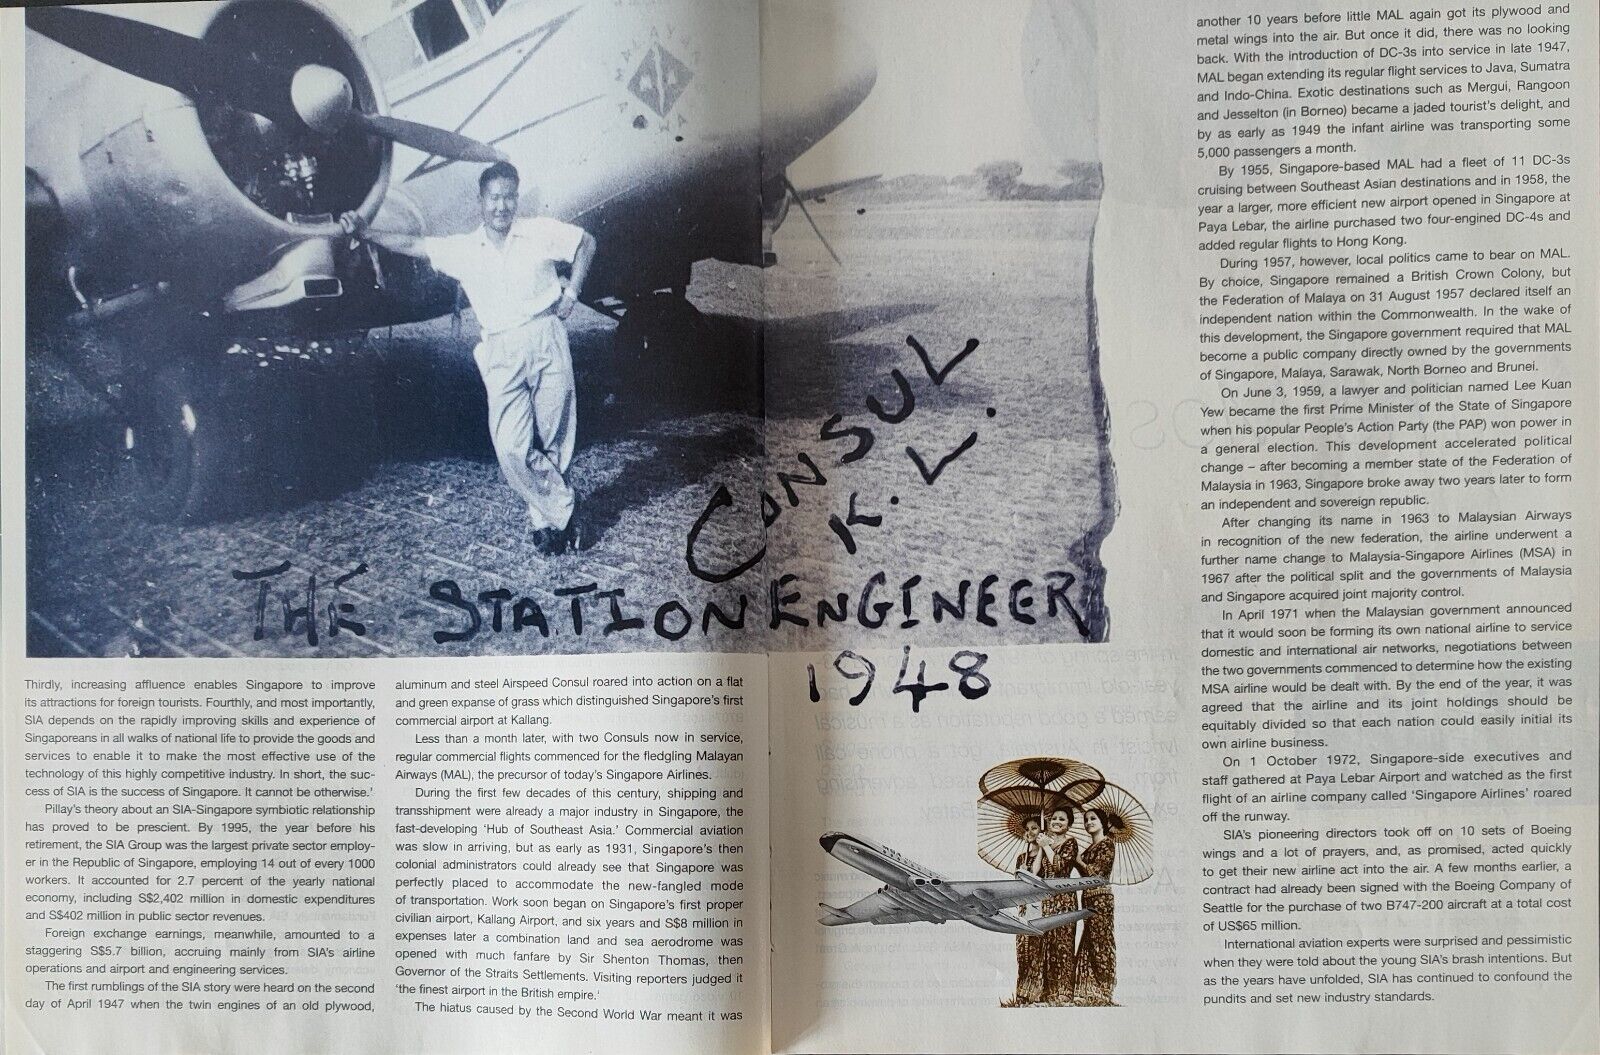 MALAYAN
AIRWAYS
CONSUL
K.L.
THE STATION ENGINEER
1948
Thirdly, increasing affluence enables Singapore to improve
its attractions for foreign tourists. Fourthly, and most importantly,
SIA depends on the rapidly improving skills and experience of
Singaporeans in all walks of national life to provide the goods and
services to enable it to make the most effective use of the
technology of this highly competitive industry. In short, the suc-
cess of SIA is the success of Singapore. It cannot be otherwise.'
Pillay's theory about an SIA-Singapore symbiotic relationship
has proved to be prescient. By 1995, the year before his
retirement, the SIA Group was the largest private sector employ-
er in the Republic of Singapore, employing 14 out of every 1000
workers. It accounted for 2.7 percent of the yearly national
economy, including S$2,402 million in domestic expenditures
and S$402 million in public sector revenues.
Foreign exchange earnings, meanwhile, amounted to a
staggering S$5.7 billion, accruing mainly from SIA's airline
operations and airport and engineering services.
The first rumblings of the SIA story were heard on the second
day of April 1947 when the twin engines of an old plywood,
aluminum and steel Airspeed Consul roared into action on a flat
and green expanse of grass which distinguished Singapore's first
commercial airport at Kallang.
Less than a month later, with two Consuls now in service,
regular commercial flights commenced for the fledgling Malayan
Airways (MAL), the precursor of today's Singapore Airlines.
During the first few decades of this century, shipping and
transshipment were already a major industry in Singapore, the
fast-developing 'Hub of Southeast Asia.' Commercial aviation
was slow in arriving, but as early as 1931, Singapore's then
colonial administrators could already see that Singapore was
perfectly placed to accommodate the new-fangled mode
of transportation. Work soon began on Singapore's first proper
civilian airport, Kallang Airport, and six years and S$8 million in
expenses later a combination land and sea aerodrome was
opened with much fanfare by Sir Shenton Thomas, then
Governor of the Straits Settlements. Visiting reporters judged it
'the finest airport in the British empire.'
The hiatus caused by the Second World War meant it was
another 10 years before little MAL again got its plywood and
metal wings into the air. But once it did, there was no looking
back. With the introduction of DC-3s into service in late 1947,
MAL began extending its regular flight services to Java, Sumatra
and Indo-China. Exotic destinations such as Mergui, Rangoon
and Jesselton (in Borneo) became a jaded tourist's delight, and
by as early as 1949 the infant airline was transporting some
5,000 passengers a month.
By 1955, Singapore-based MAL had a fleet of 11 DC-3s
cruising between Southeast Asian destinations and in 1958, the
year a larger, more efficient new airport opened in Singapore at
Paya Lebar, the airline purchased two four-engined DC-4s and
added regular flights to Hong Kong.
During 1957, however, local politics came to bear on MAL.
By choice, Singapore remained a British Crown Colony, but
the Federation of Malaya on 31 August 1957 declared itself an
independent nation within the Commonwealth. In the wake of
this development, the Singapore government required that MAL
become a public company directly owned by the governments
of Singapore, Malaya, Sarawak, North Borneo and Brunei.
On June 3, 1959, a lawyer and politician named Lee Kuan
Yew became the first Prime Minister of the State of Singapore
when his popular People's Action Party (the PAP) won power in
a general election. This development accelerated political
change – after becoming a member state of the Federation of
Malaysia in 1963, Singapore broke away two years later to form
an independent and sovereign republic.
After changing its name in 1963 to Malaysian Airways
in recognition of the new federation, the airline underwent a
further name change to Malaysia-Singapore Airlines (MSA) in
1967 after the political split and the governments of Malaysia
and Singapore acquired joint majority control.
In April 1971 when the Malaysian government announced
that it would soon be forming its own national airline to service
domestic and international air networks, negotiations between
the two governments commenced to determine how the existing
MSA airline would be dealt with. By the end of the year, it was
agreed that the airline and its joint holdings should be
equitably divided so that each nation could easily initial its
own airline business.
On 1 October 1972, Singapore-side executives and
staff gathered at Paya Lebar Airport and watched as the first
flight of an airline company called 'Singapore Airlines' roared
off the runway.
SIA's pioneering directors took off on 10 sets of Boeing
wings and a lot of prayers, and, as promised, acted quickly
to get their new airline act into the air. A few months earlier, a
contract had already been signed with the Boeing Company of
Seattle for the purchase of two B747-200 aircraft at a total cost
of US$65 million.
International aviation experts were surprised and pessimistic
when they were told about the young SIA's brash intentions. But
as the years have unfolded, SIA has continued to confound the
pundits and set new industry standards.